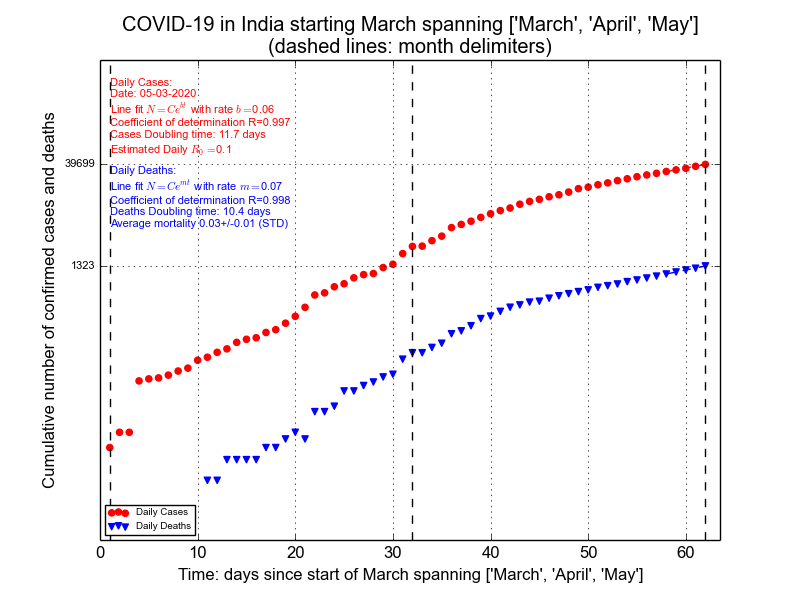 COVID-19 in India starting March spanning ['March', 'April', 'May']
(dashed lines: month delimiters)
Daily Cases:
Date: 05-03-2020
Line fit N = Ce^{bt} with rate b = 0.06
Coefficient of determination R=0.997
Cases Doubling time: 11.7 days
Estimated Daily R_0 = 0.1
Daily Deaths:
Line fit N = Ce^{mt} with rate m = 0.07
Coefficient of determination R=0.998
Deaths Doubling time: 10.4 days
Average mortality 0.03+/-0.01 (STD)
39699
1323
Cumulative number of confirmed cases and deaths
Daily Cases
Daily Deaths
0 10 20 30 40 50 60
Time: days since start of March spanning ['March', 'April', 'May']